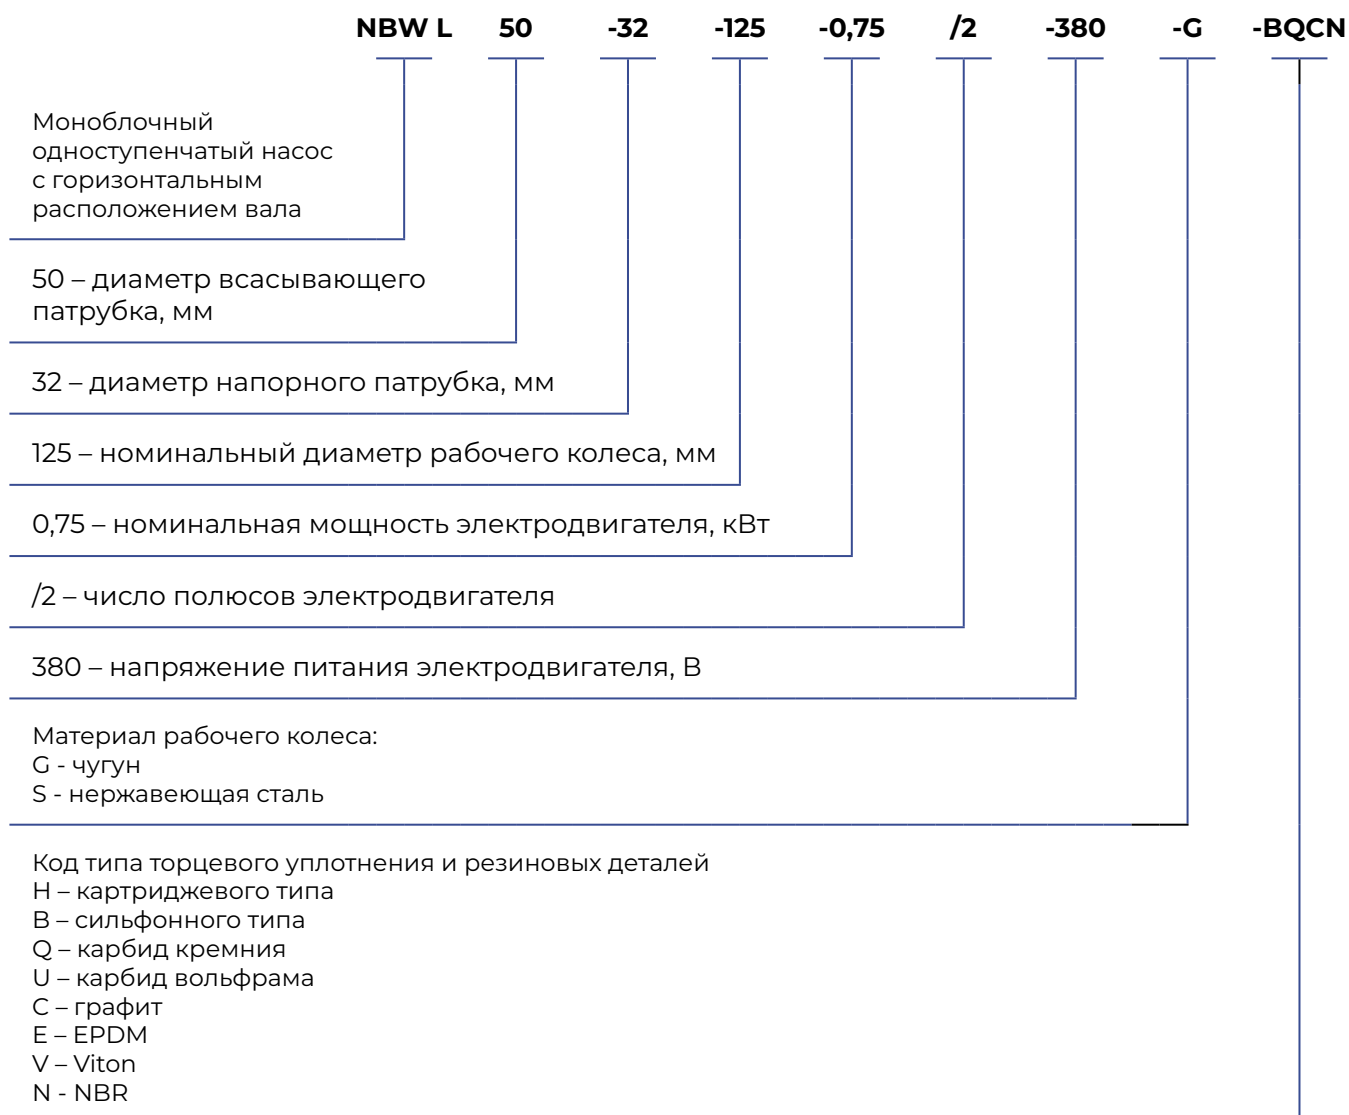 NBW L 50 -32 -125 -0,75 /2 -380 -G -BQCN
Моноблочный
одноступенчатый насос
с горизонтальным
расположением вала
50 – диаметр всасывающего
патрубка, мм
32 – диаметр напорного патрубка, мм
125 – номинальный диаметр рабочего колеса, мм
0,75 – номинальная мощность электродвигателя, кВт
/2 – число полюсов электродвигателя
380 – напряжение питания электродвигателя, В
Материал рабочего колеса:
G - чугун
S - нержавеющая сталь
Код типа торцевого уплотнения и резиновых деталей
H – картриджевого типа
B – сильфонного типа
Q – карбид кремния
U – карбид вольфрама
C – графит
E – EPDM
V – Viton
N - NBR